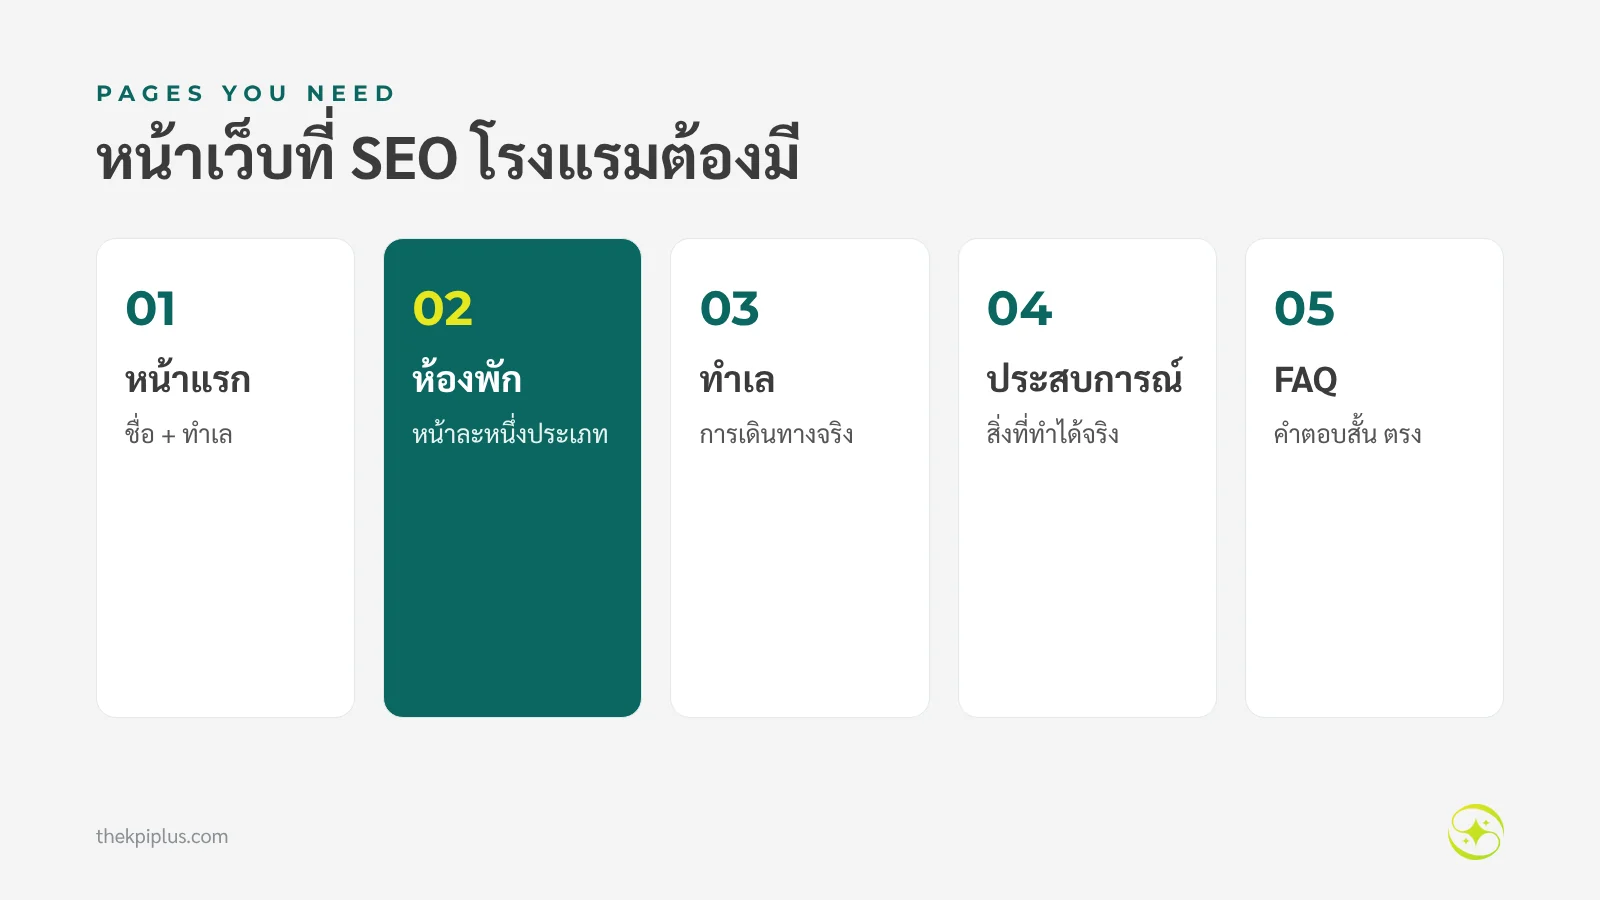 PAGES YOU NEED
หน้าเว็บที่ SEO โรงแรมต้องมี
01
หน้าแรก
ชื่อ + ทำเล
02
ห้องพัก
หน้าละหนึ่งประเภท
03
ทำเล
การเดินทางจริง
04
ประสบการณ์
สิ่งที่ทำได้จริง
05
FAQ
คำตอบสั้น ตรง
thekpiplus.com